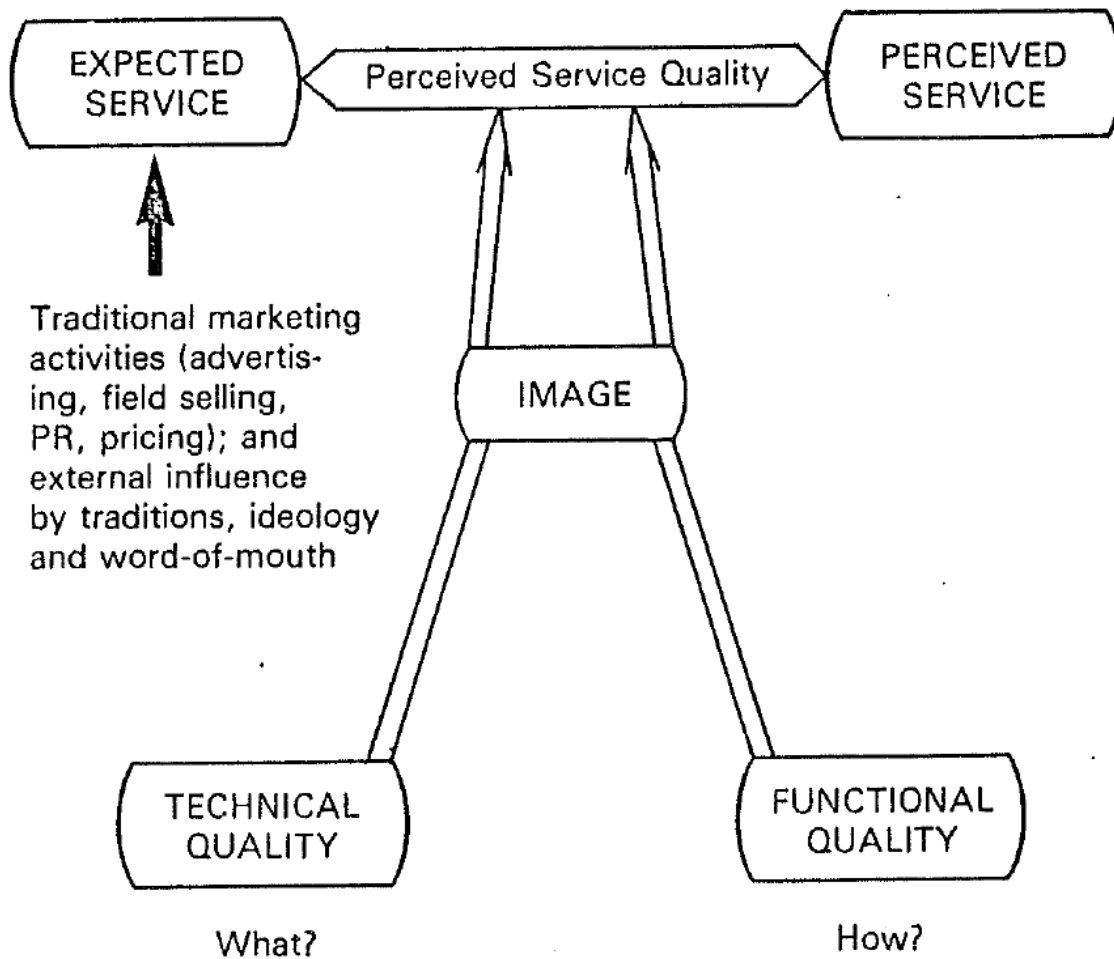 EXPECTED
SERVICE
Perceived Service Quality
PERCEIVED
SERVICE
Traditional marketing
activities (advertis-
ing, field selling,
PR, pricing); and
external influence
by traditions, ideology
and word-of-mouth
IMAGE
TECHNICAL
QUALITY
FUNCTIONAL
QUALITY
What?
How?